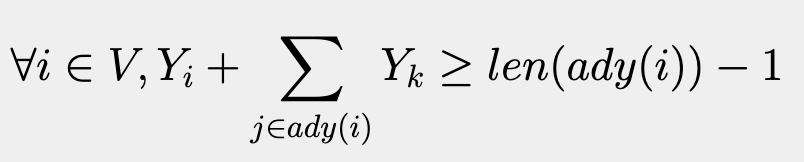 ∀i ∈ V, Y_i + ∑_{j∈ady(i)} Y_k ≥ len(ady(i)) − 1